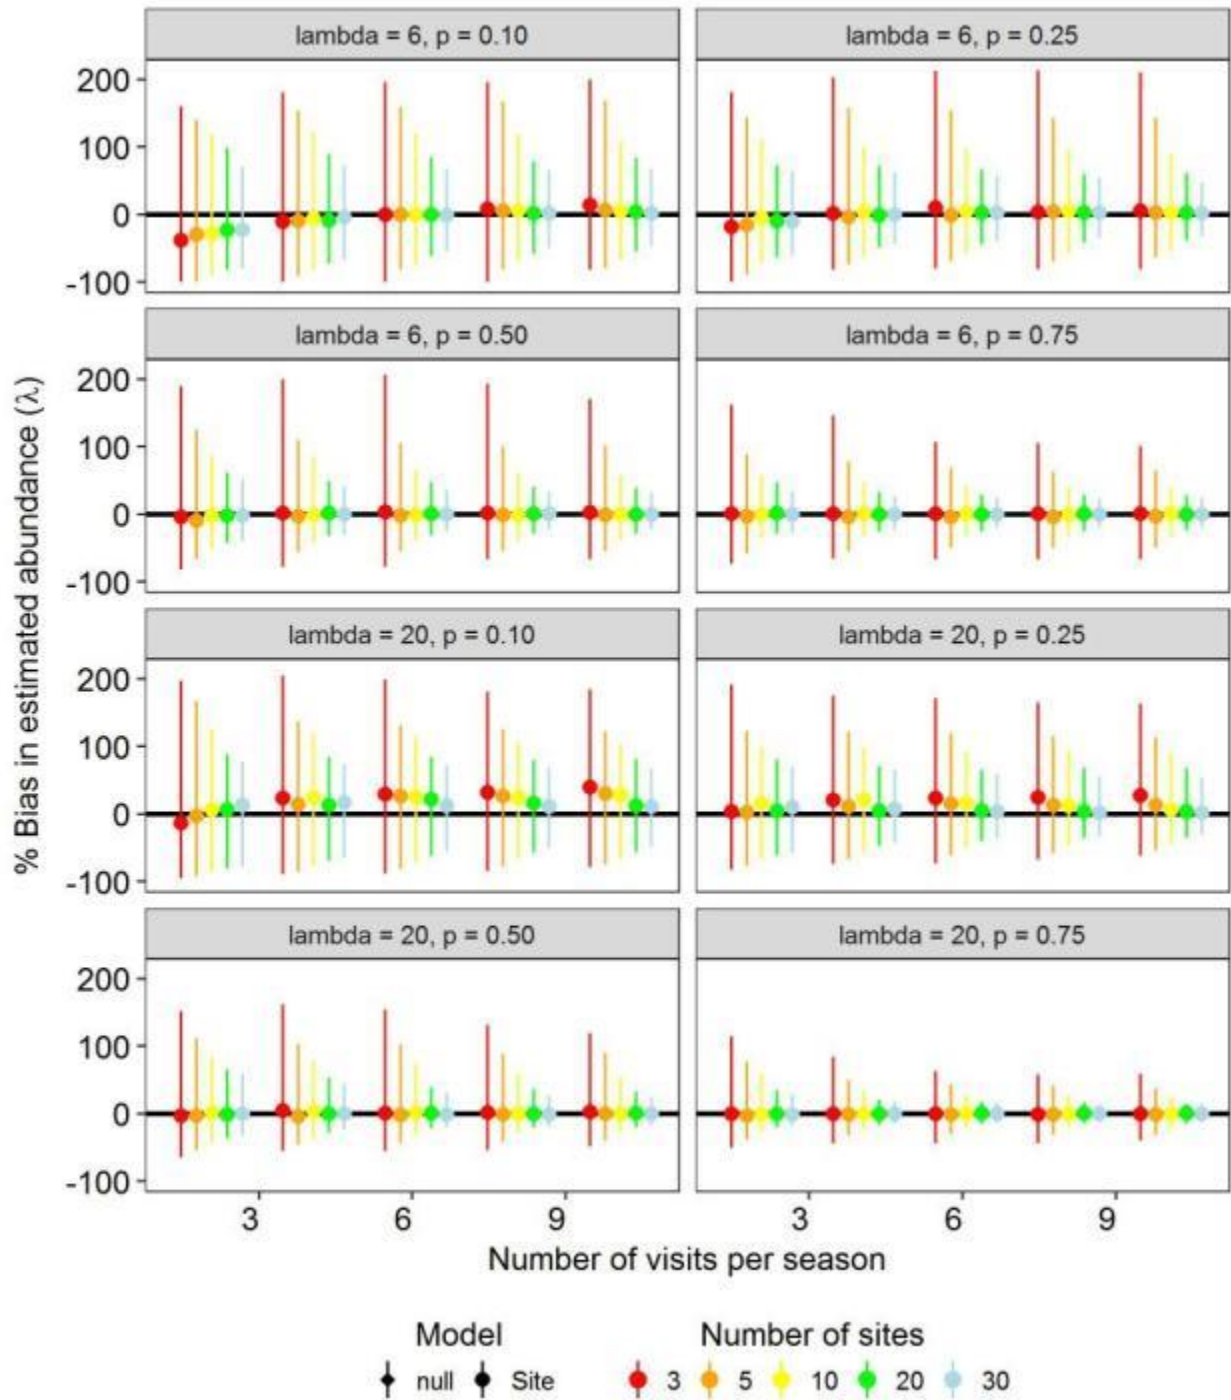 lambda = 6, p = 0.10
lambda = 6, p = 0.25
200
100
0
-100
lambda = 6, p = 0.50
lambda = 6, p = 0.75
200
100
0
-100
% Bias in estimated abundance (λ)
lambda = 20, p = 0.10
lambda = 20, p = 0.25
200
100
0
-100
lambda = 20, p = 0.50
lambda = 20, p = 0.75
200
100
0
-100
3 6 9 3 6 9
Number of visits per season
Model Number of sites
null Site 3 5 10 20 30